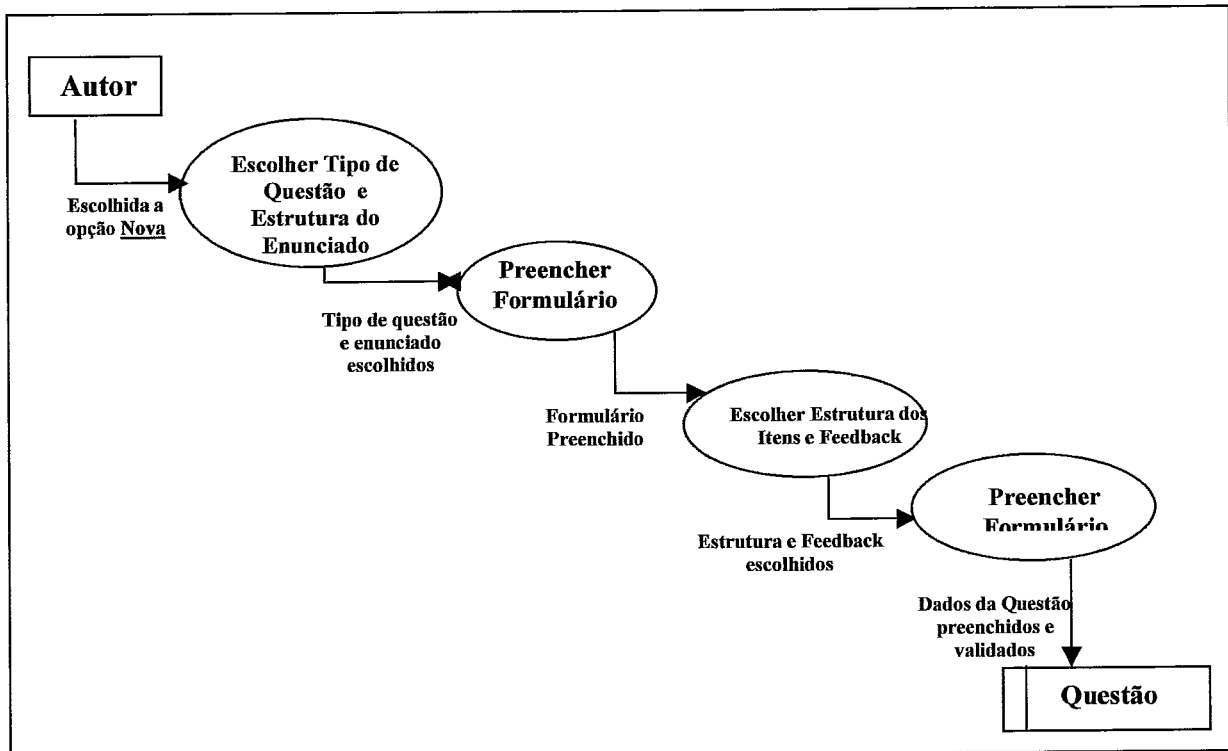 Autor
Escolher Tipo de
Questão e
Estrutura do
Enunciado
Escolhida a
opção Nova
Preencher
Formulário
Tipo de questão
e enunciado
escolhidos
Formulário
Preenchido
Escolher Estrutura dos
Itens e Feedback
Estrutura e Feedback
escolhidos
Preencher
Formulário
Dados da Questão
preenchidos e
validados
Questão